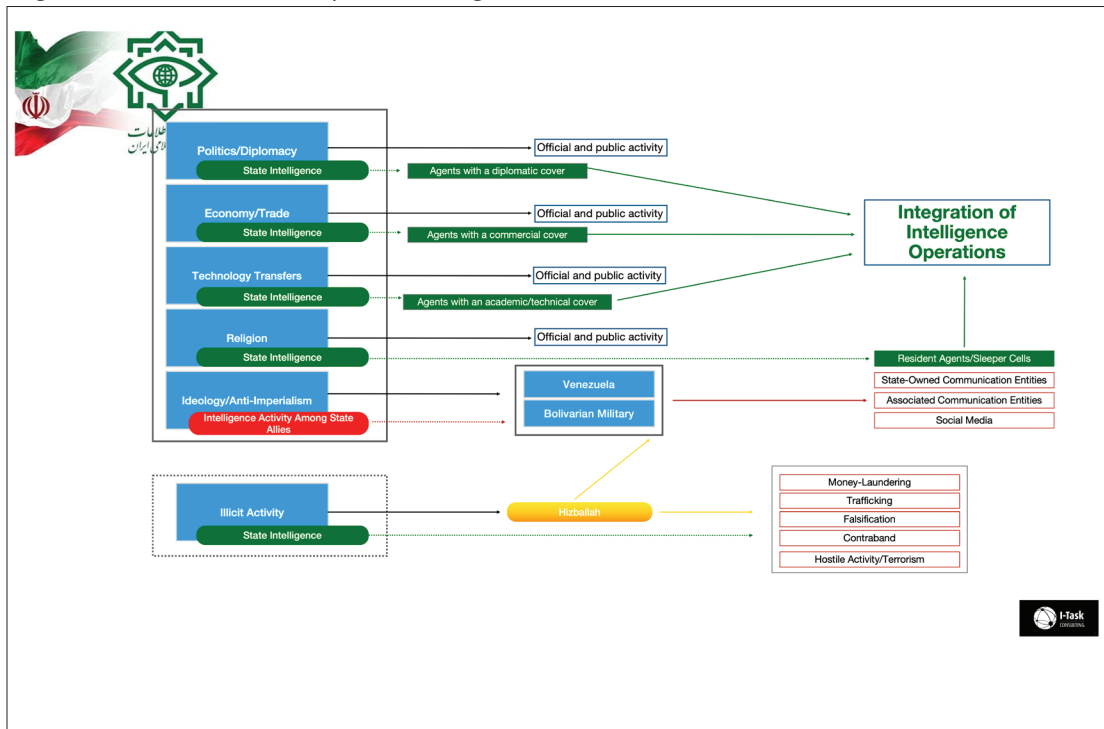 اطلاعات
اسلامی ایران
Politics/Diplomacy
State Intelligence
Official and public activity
Agents with a diplomatic cover
Economy/Trade
State Intelligence
Official and public activity
Agents with a commercial cover
Integration of
Intelligence
Operations
Technology Transfers
State Intelligence
Official and public activity
Agents with an academic/technical cover
Religion
State Intelligence
Official and public activity
Resident Agents/Sleeper Cells
State-Owned Communication Entities
Associated Communication Entities
Social Media
Ideology/Anti-Imperialism
Intelligence Activity Among State
Allies
Venezuela
Bolivarian Military
Illicit Activity
State Intelligence
Hizballah
Money-Laundering
Trafficking
Falsification
Contraband
Hostile Activity/Terrorism
I-Task
CONSULTING